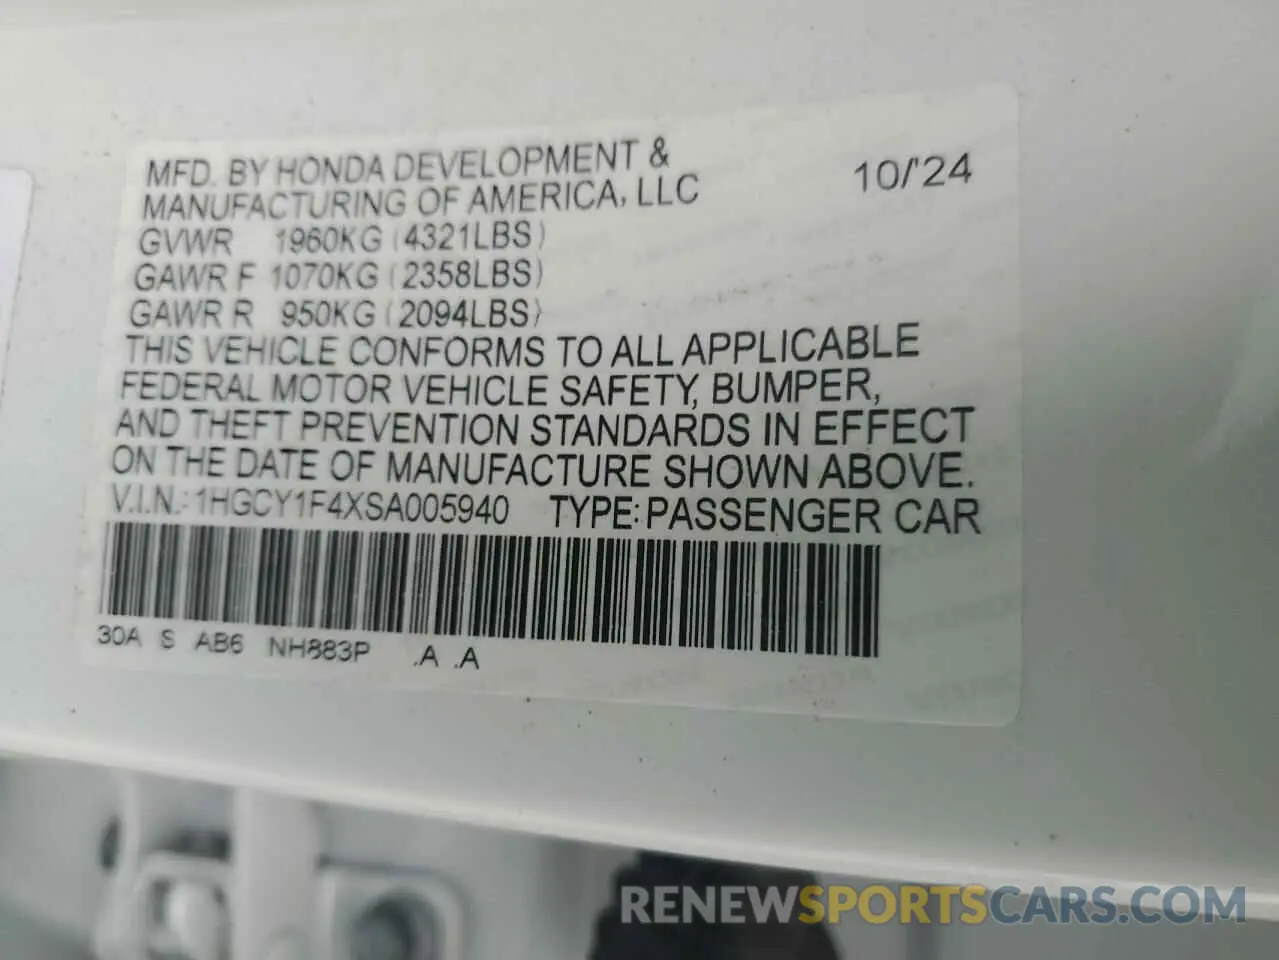 MFD. BY HONDA DEVELOPMENT &
MANUFACTURING OF AMERICA, LLC
10/'24
GVWR 1960KG (4321LBS)
GAWR F 1070KG (2358LBS)
GAWR R 950KG (2094LBS)
THIS VEHICLE CONFORMS TO ALL APPLICABLE
FEDERAL MOTOR VEHICLE SAFETY, BUMPER,
AND THEFT PREVENTION STANDARDS IN EFFECT
ON THE DATE OF MANUFACTURE SHOWN ABOVE.
V.I.N.: 1HGCY1F4XSA005940 TYPE: PASSENGER CAR
30A S AB6 NH883P .A .A
RENEWSPORTSCARS.COM